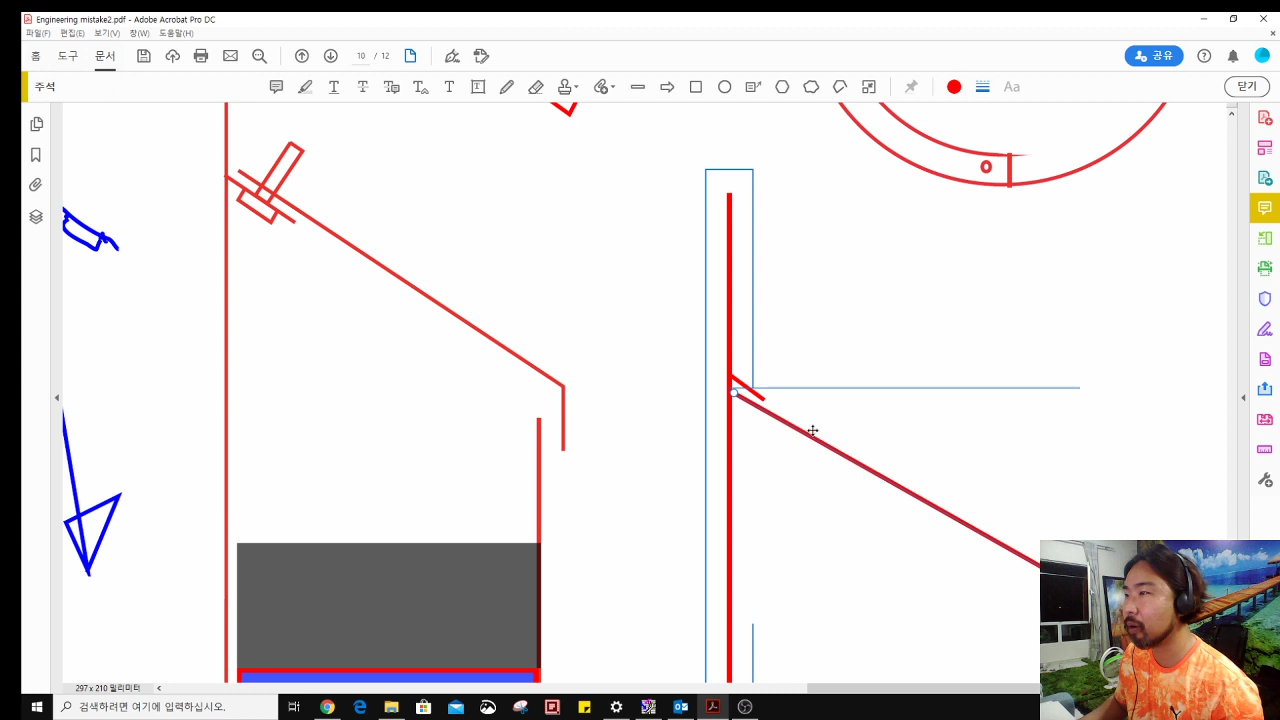 Engineering mistake2.pdf - Adobe Acrobat Pro DC
파일(F) 편집(E) 보기(V) 창(W) 도움말(H)
홈 도구 문서 10 / 12 공유
주석 T T T T T Aa 닫기
297 x 210 밀리미터
검색하려면 여기에 입력하십시오.